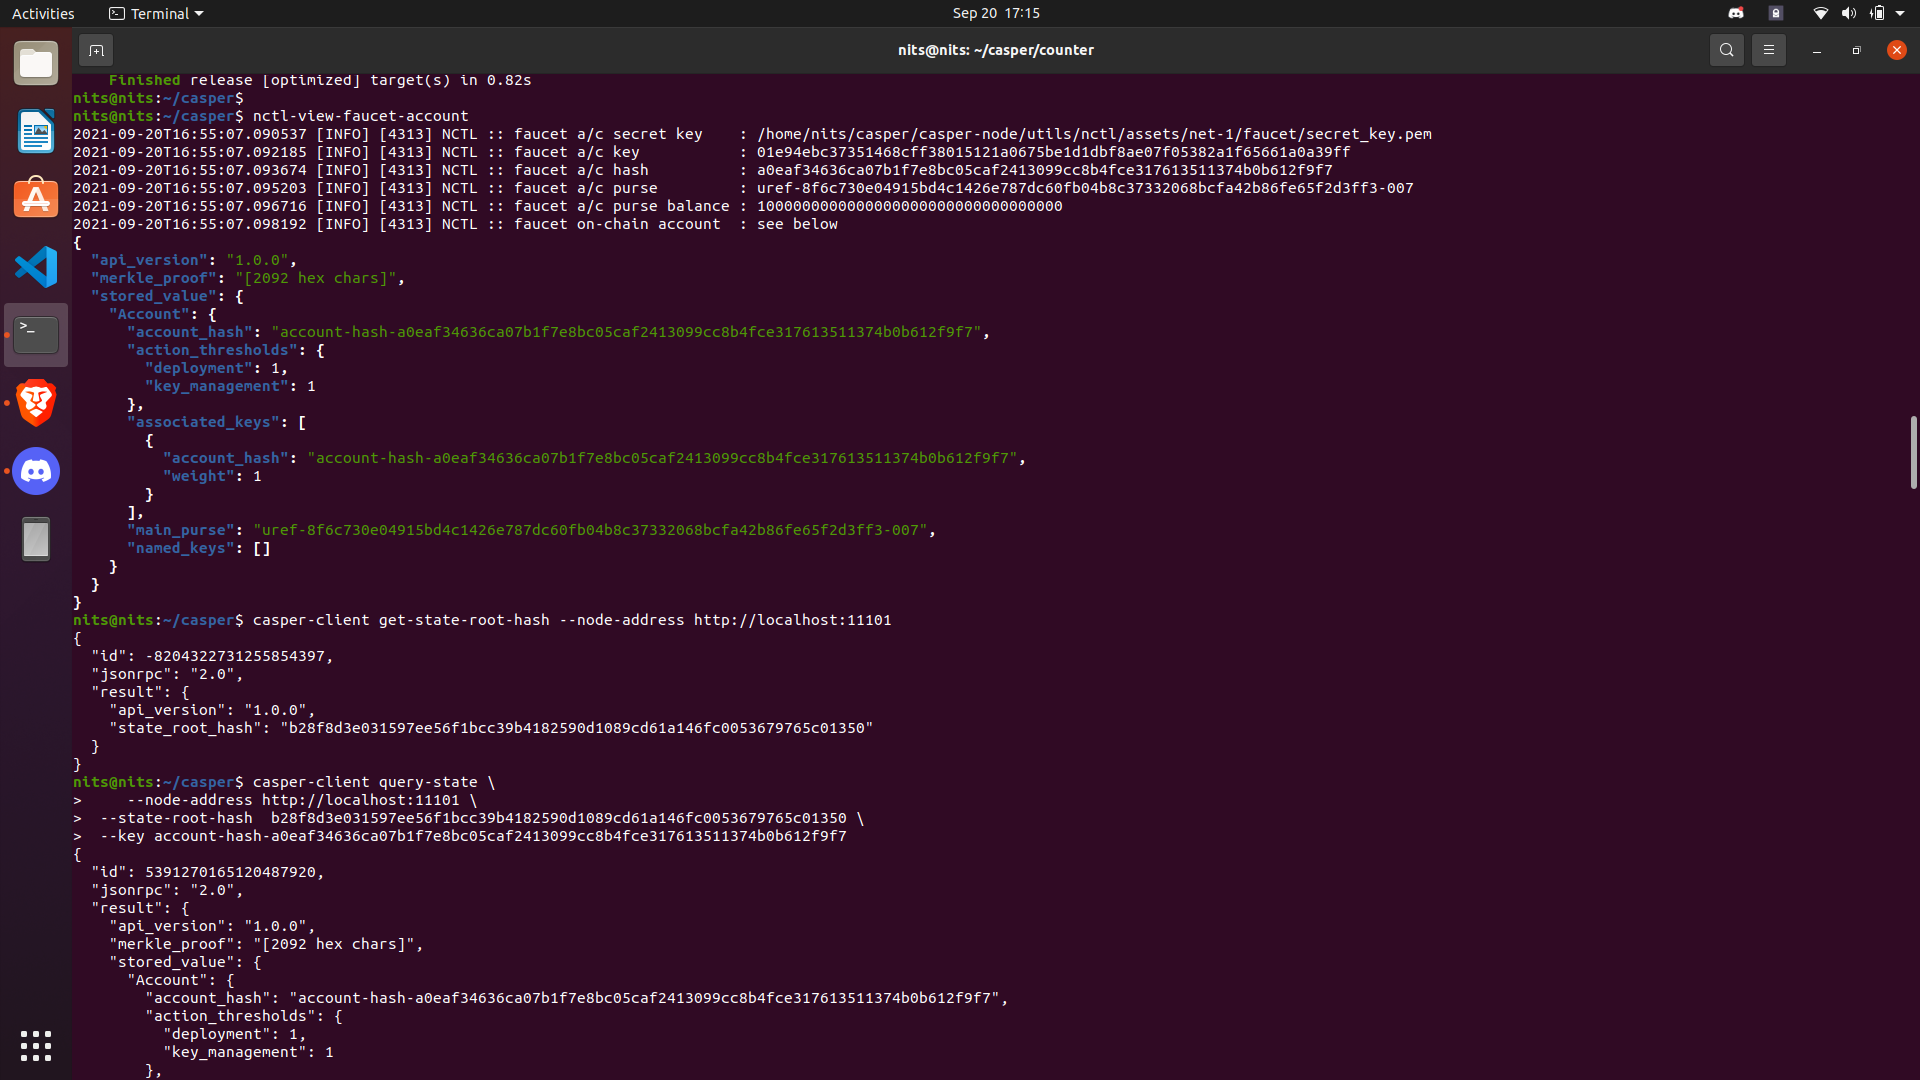 Activities
Terminal
Sep 20 17:15
nits@nits: ~/casper/counter
    Finished release [optimized] target(s) in 0.82s
nits@nits:~/casper$
nits@nits:~/casper$ nctl-view-faucet-account
2021-09-20T16:55:07.090537 [INFO] [4313] NCTL :: faucet a/c secret key    : /home/nits/casper/casper-node/utils/nctl/assets/net-1/faucet/secret_key.pem
2021-09-20T16:55:07.092185 [INFO] [4313] NCTL :: faucet a/c key           : 01e94ebc37351468cff38015121a0675be1d1dbf8ae07f05382a1f65661a0a39ff
2021-09-20T16:55:07.093674 [INFO] [4313] NCTL :: faucet a/c hash          : a0eaf34636ca07b1f7e8bc05caf2413099cc8b4fce317613511374b0b612f9f7
2021-09-20T16:55:07.095203 [INFO] [4313] NCTL :: faucet a/c purse         : uref-8f6c730e04915bd4c1426e787dc60fb04b8c37332068bcfa42b86fe65f2d3ff3-007
2021-09-20T16:55:07.096716 [INFO] [4313] NCTL :: faucet a/c purse balance : 1000000000000000000000000000000000
2021-09-20T16:55:07.098192 [INFO] [4313] NCTL :: faucet on-chain account  : see below
{
  "api_version": "1.0.0",
  "merkle_proof": "[2092 hex chars]",
  "stored_value": {
    "Account": {
      "account_hash": "account-hash-a0eaf34636ca07b1f7e8bc05caf2413099cc8b4fce317613511374b0b612f9f7",
      "action_thresholds": {
        "deployment": 1,
        "key_management": 1
      },
      "associated_keys": [
        {
          "account_hash": "account-hash-a0eaf34636ca07b1f7e8bc05caf2413099cc8b4fce317613511374b0b612f9f7",
          "weight": 1
        }
      ],
      "main_purse": "uref-8f6c730e04915bd4c1426e787dc60fb04b8c37332068bcfa42b86fe65f2d3ff3-007",
      "named_keys": []
    }
  }
}
nits@nits:~/casper$ casper-client get-state-root-hash --node-address http://localhost:11101
{
  "id": -8204322731255854397,
  "jsonrpc": "2.0",
  "result": {
    "api_version": "1.0.0",
    "state_root_hash": "b28f8d3e031597ee56f1bcc39b4182590d1089cd61a146fc0053679765c01350"
  }
}
nits@nits:~/casper$ casper-client query-state \
>     --node-address http://localhost:11101 \
>  --state-root-hash  b28f8d3e031597ee56f1bcc39b4182590d1089cd61a146fc0053679765c01350 \
>  --key account-hash-a0eaf34636ca07b1f7e8bc05caf2413099cc8b4fce317613511374b0b612f9f7
{
  "id": 5391270165120487920,
  "jsonrpc": "2.0",
  "result": {
    "api_version": "1.0.0",
    "merkle_proof": "[2092 hex chars]",
    "stored_value": {
      "Account": {
        "account_hash": "account-hash-a0eaf34636ca07b1f7e8bc05caf2413099cc8b4fce317613511374b0b612f9f7",
        "action_thresholds": {
          "deployment": 1,
          "key_management": 1
        },